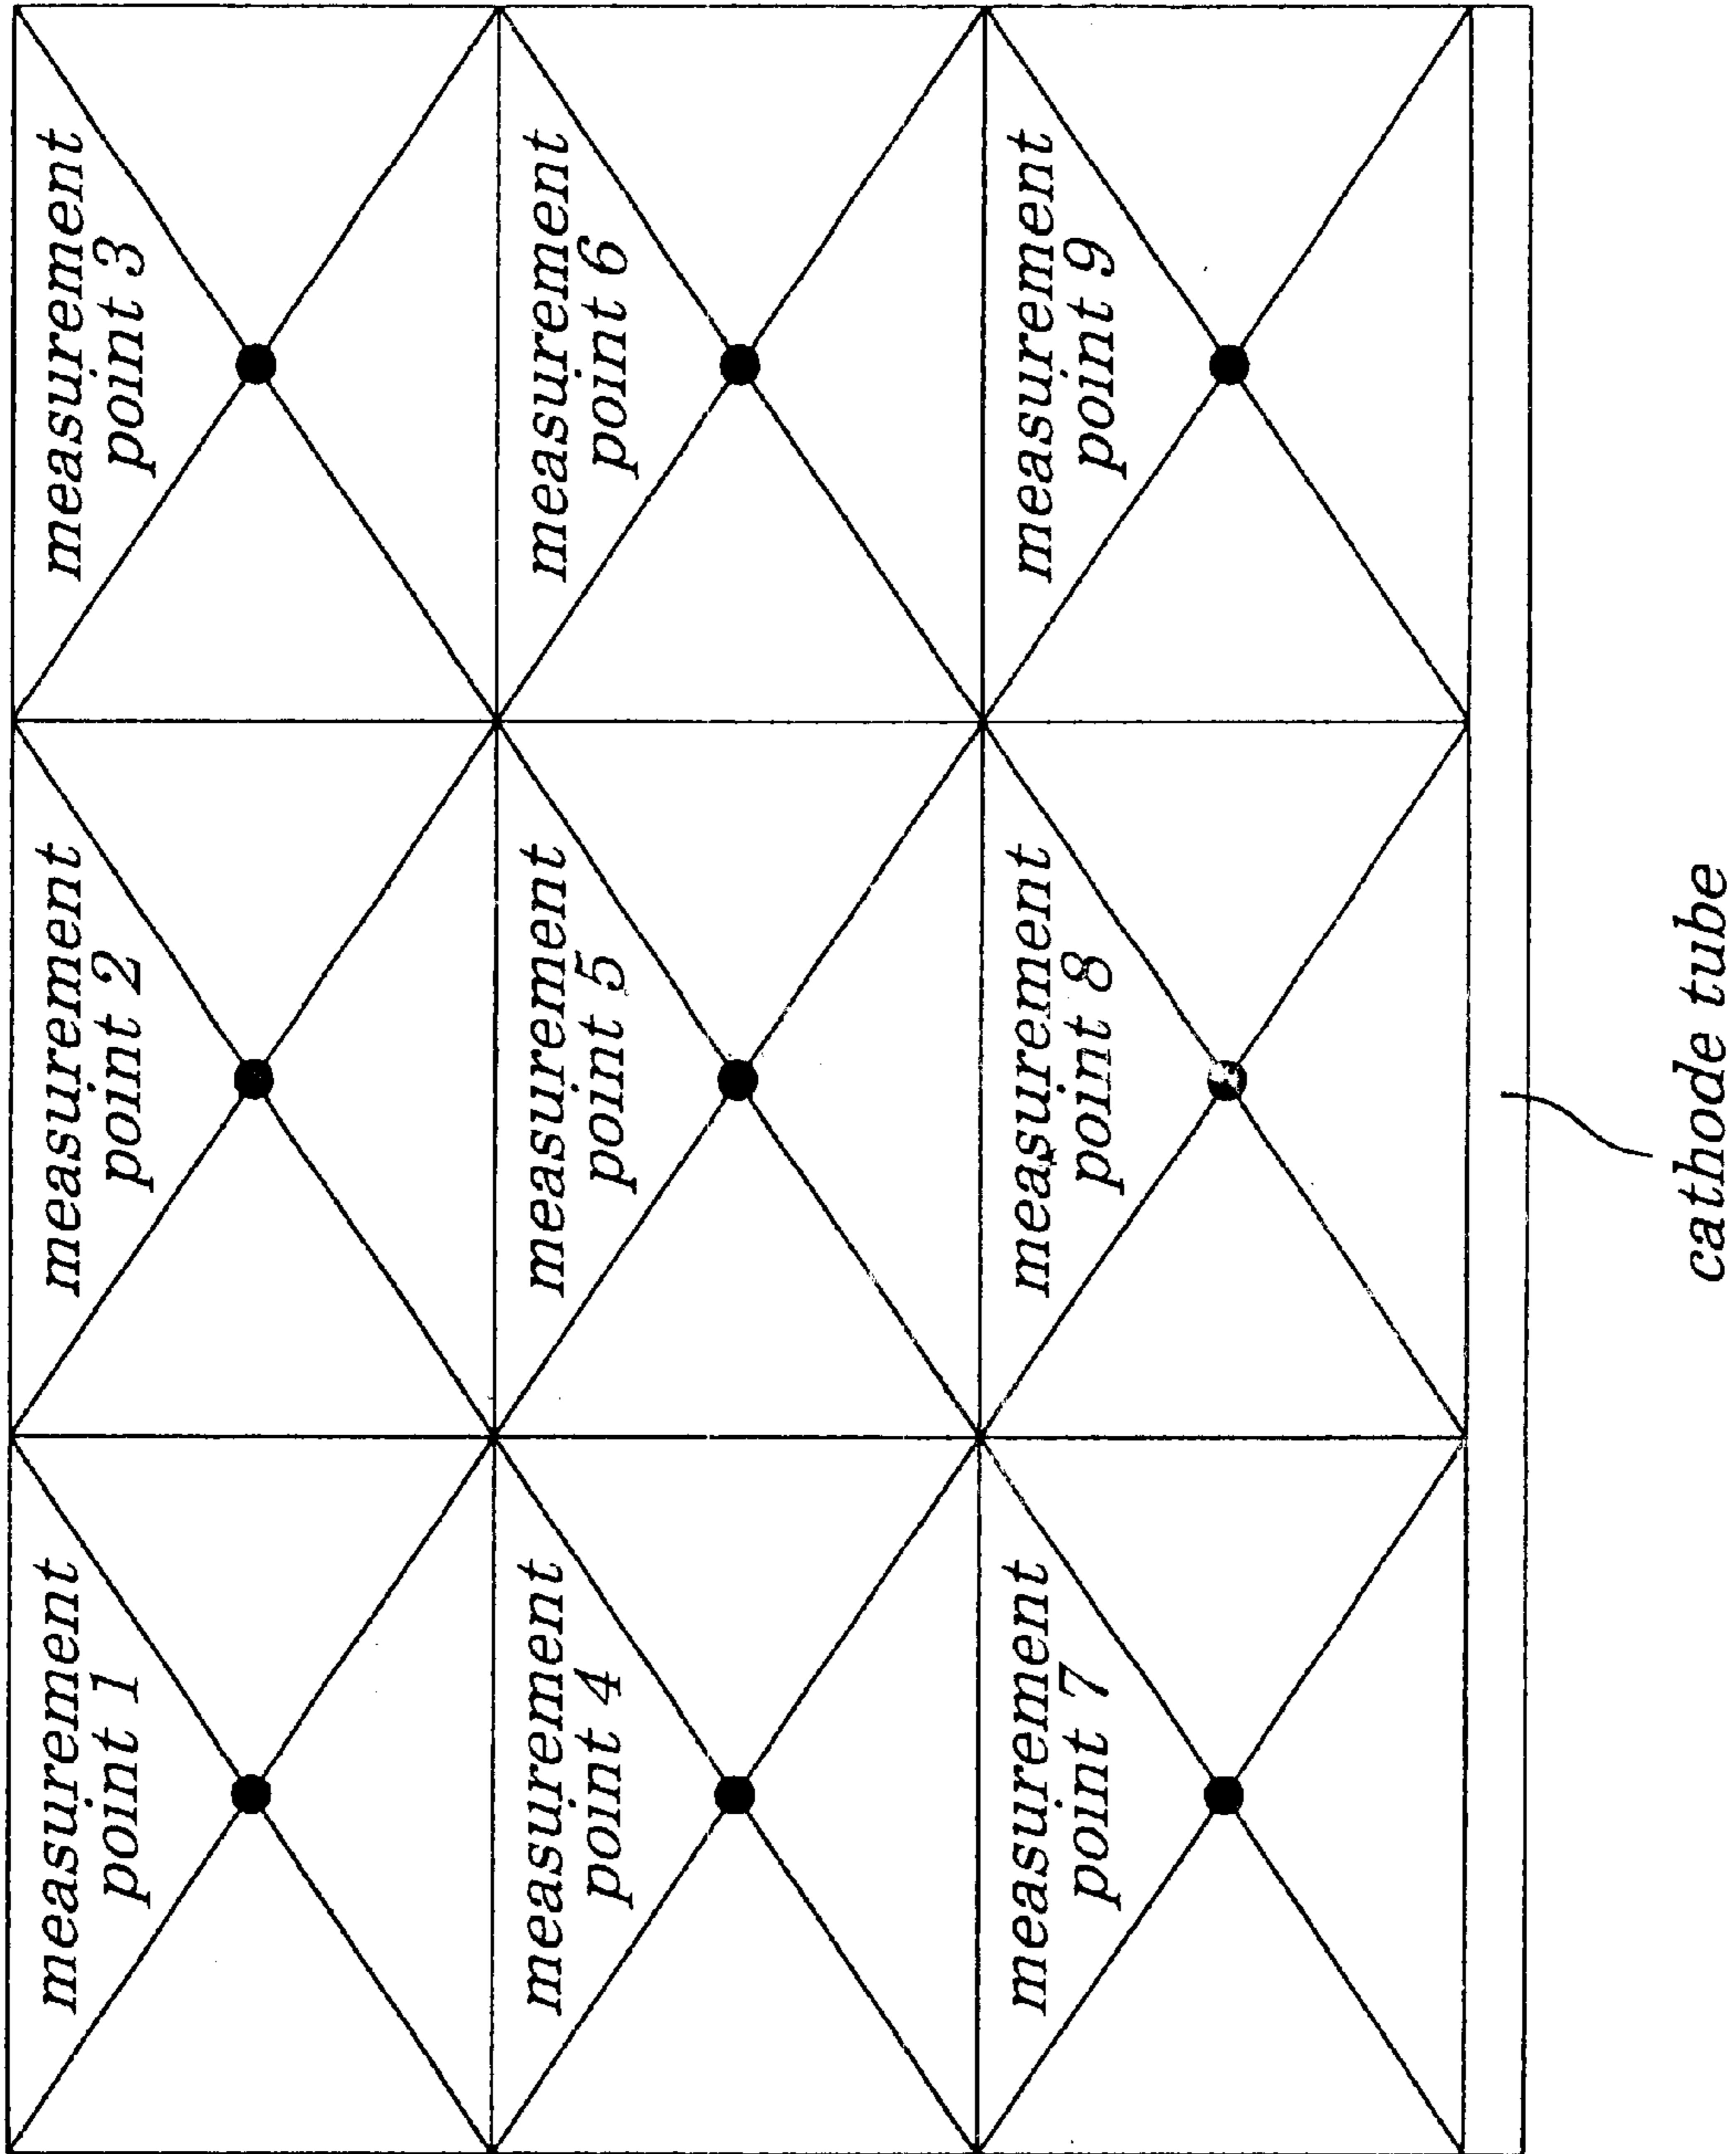 measurement
point 1
measurement
point 2
measurement
point 3
measurement
point 4
measurement
point 5
measurement
point 6
measurement
point 7
measurement
point 8
measurement
point 9
cathode tube